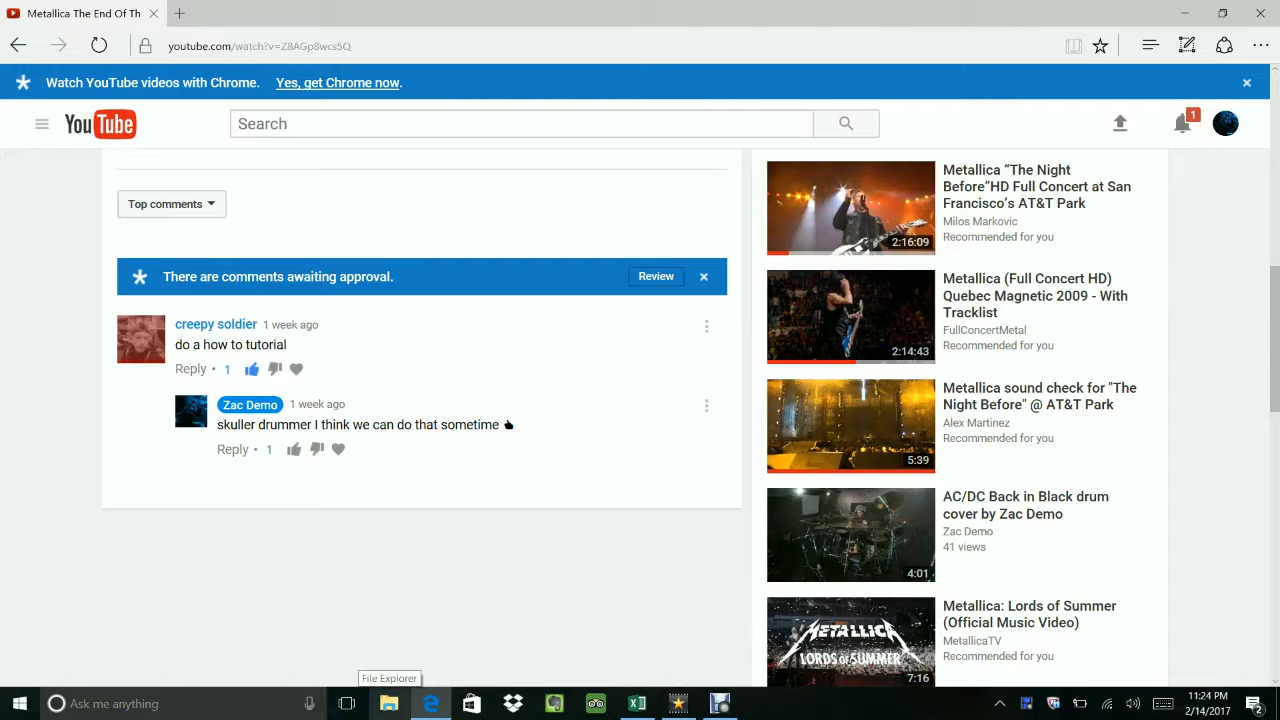 Metallica The End Of Th
youtube.com/watch?v=Z8AGp8wcs5Q
Watch YouTube videos with Chrome. Yes, get Chrome now.
YouTube
Search
1
Top comments
There are comments awaiting approval.
Review
creepy soldier 1 week ago
do a how to tutorial
Reply • 1
Zac Demo 1 week ago
skuller drummer I think we can do that sometime
Reply • 1
Metallica “The Night
Before”HD Full Concert at San
Francisco’s AT&T Park
Milos Markovic
Recommended for you
2:16:09
Metallica (Full Concert HD)
Quebec Magnetic 2009 - With
Tracklist
FullConcertMetal
Recommended for you
2:14:43
Metallica sound check for "The
Night Before" @ AT&T Park
Alex Martinez
Recommended for you
5:39
AC/DC Back in Black drum
cover by Zac Demo
Zac Demo
41 views
4:01
Metallica: Lords of Summer
(Official Music Video)
MetallicaTV
Recommended for you
METALLICA
LORDS OF SUMMER
7:16
File Explorer
Ask me anything
11:24 PM
2/14/2017
2